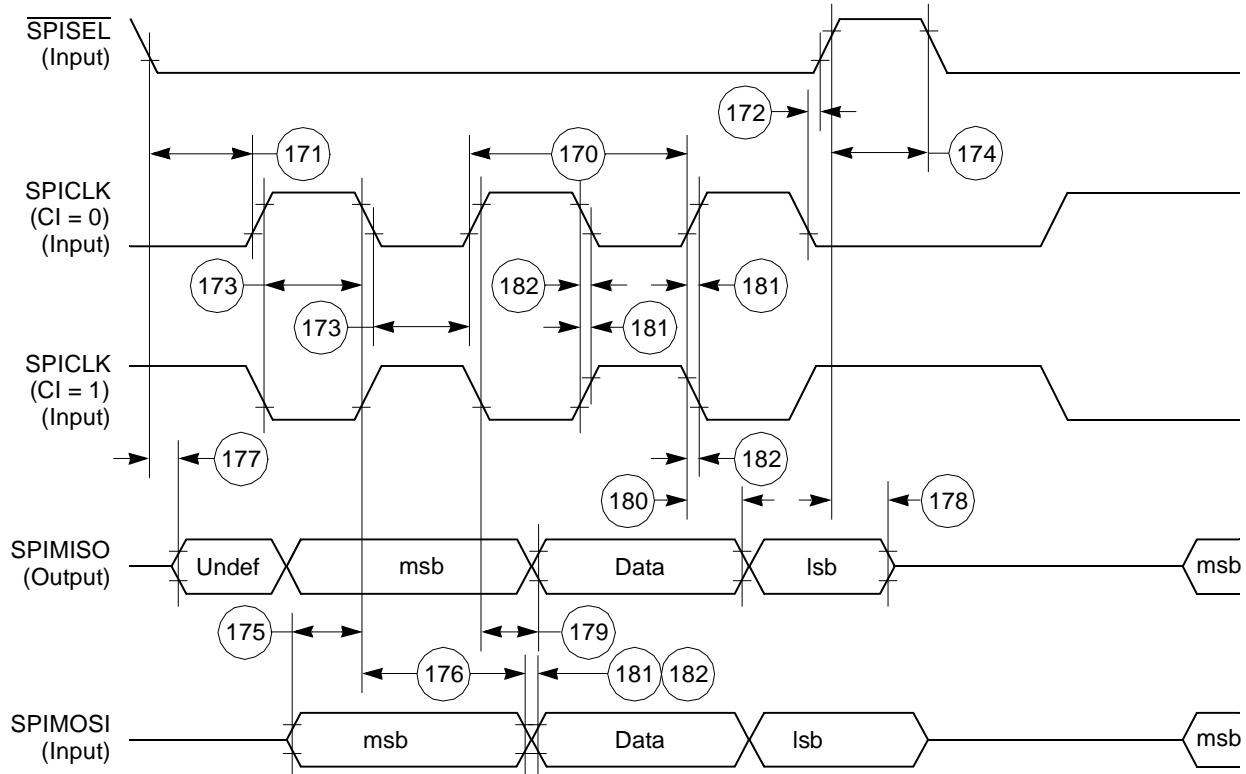 SPISEL
(Input)
172
171
170
174
SPICLK
(CI = 0)
(Input)
173
182
181
173
181
SPICLK
(CI = 1)
(Input)
177
182
180
178
SPIMISO
(Output)
Undef
msb
Data
lsb
msb
175
179
176
181
182
SPIMOSI
(Input)
msb
Data
lsb
msb